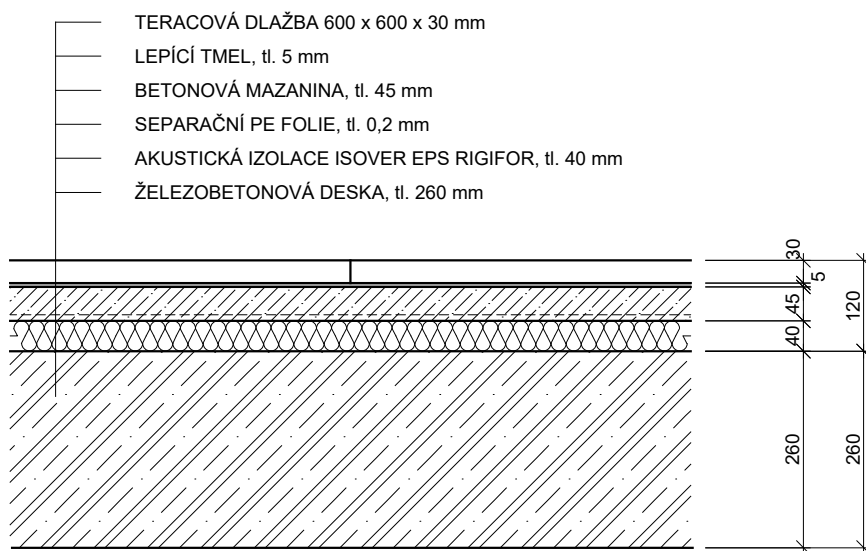 TERACOVÁ DLAŽBA 600 x 600 x 30 mm
LEPÍCÍ TMEL, tl. 5 mm
BETONOVÁ MAZANINA, tl. 45 mm
SEPARAČNÍ PE FOLIE, tl. 0,2 mm
AKUSTICKÁ IZOLACE ISOVER EPS RIGIFOR, tl. 40 mm
ŽELEZOBETONOVÁ DESKA, tl. 260 mm
30
5
45
120
40
260
260